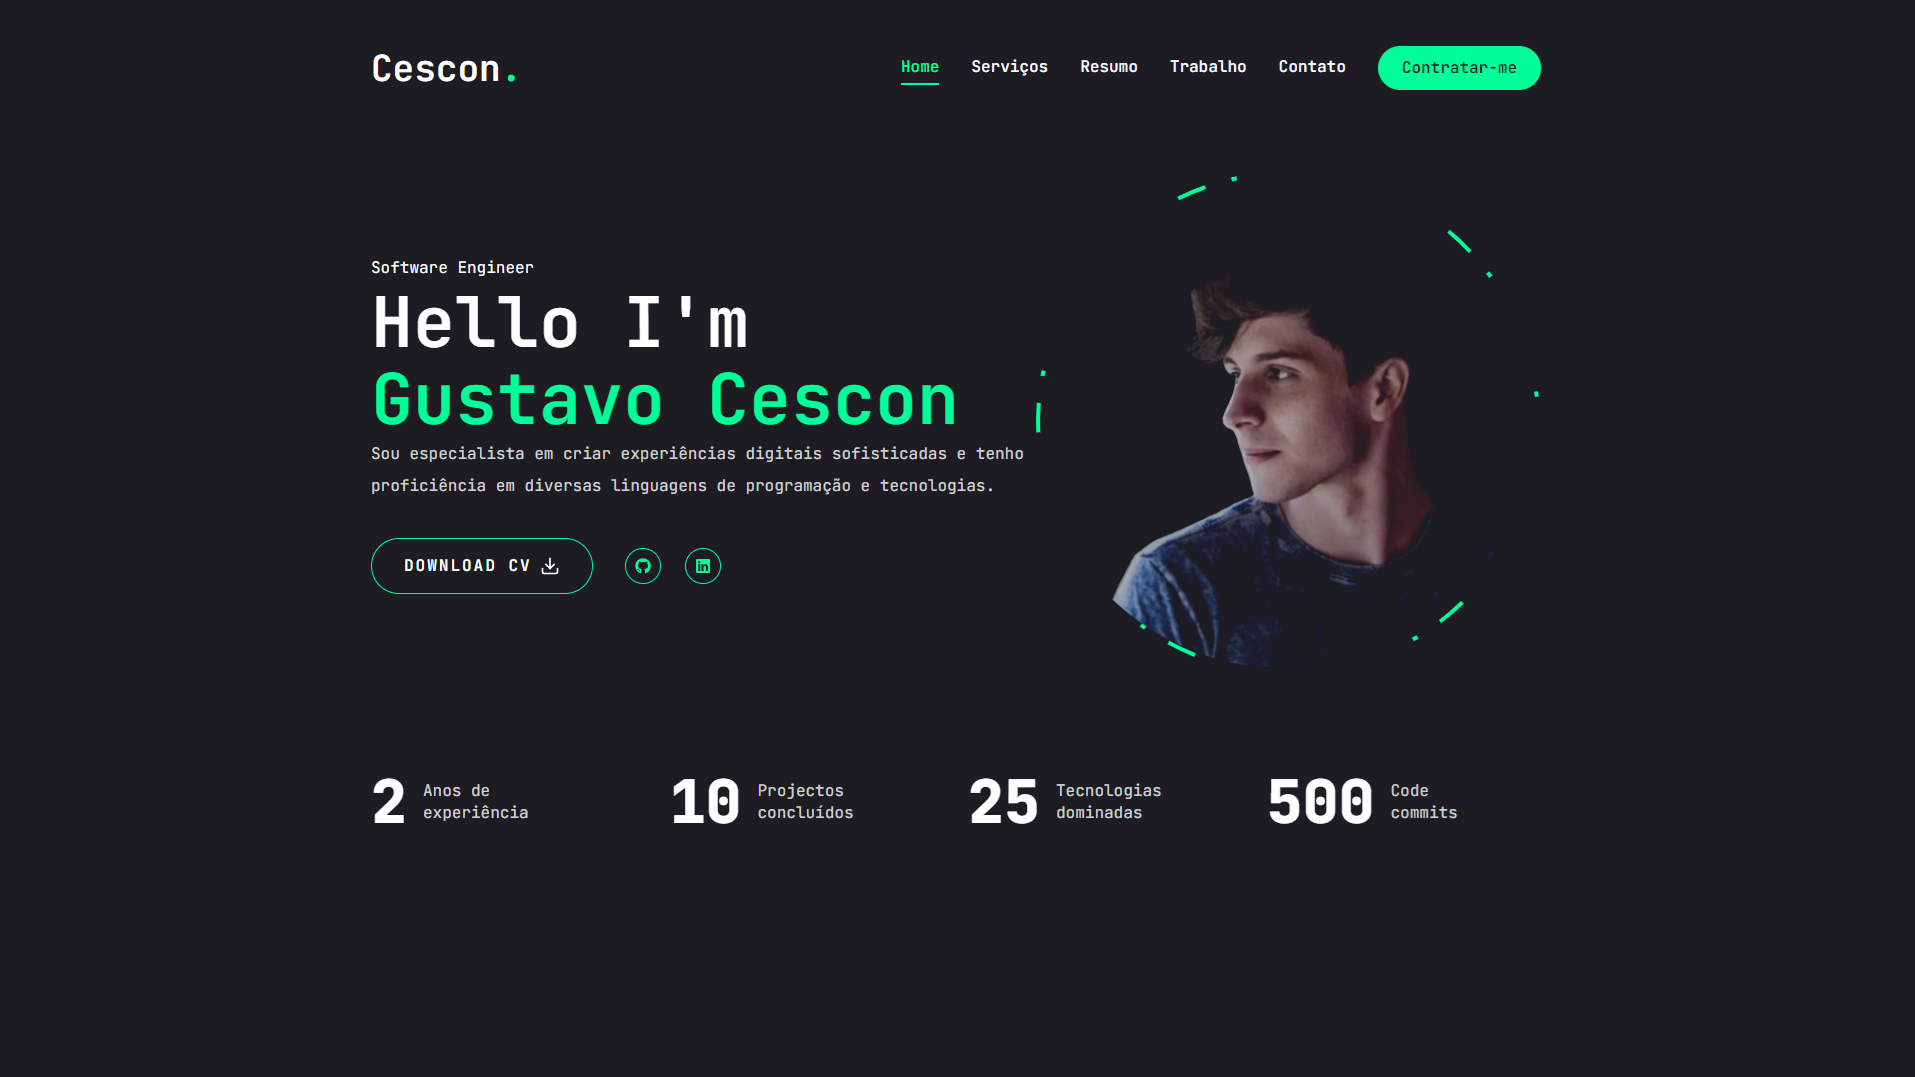 Cescon.
Home Serviços Resumo Trabalho Contato Contratar-me
Software Engineer
Hello I'm
Gustavo Cescon
Sou especialista em criar experiências digitais sofisticadas e tenho
proficiência em diversas linguagens de programação e tecnologias.
DOWNLOAD CV
in
2 Anos de
experiência
10 Projectos
concluídos
25 Tecnologias
dominadas
500 Code
commits